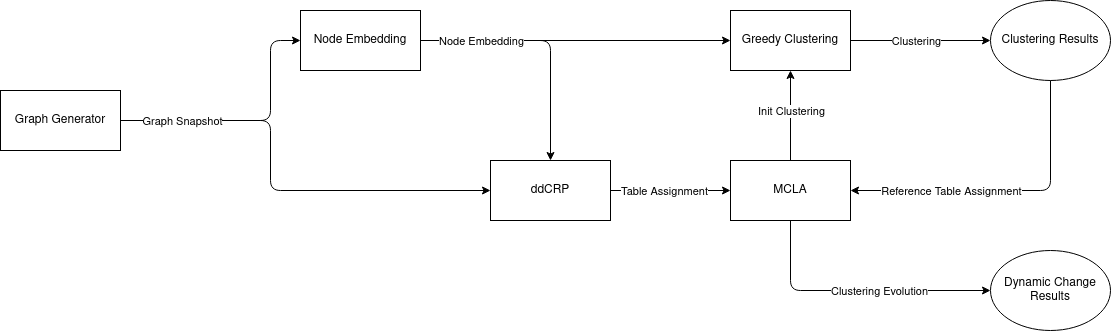 Node Embedding
Node Embedding
Greedy Clustering
Clustering
Clustering Results
Graph Generator
Graph Snapshot
Init Clustering
ddCRP
Table Assignment
MCLA
Reference Table Assignment
Clustering Evolution
Dynamic Change
Results